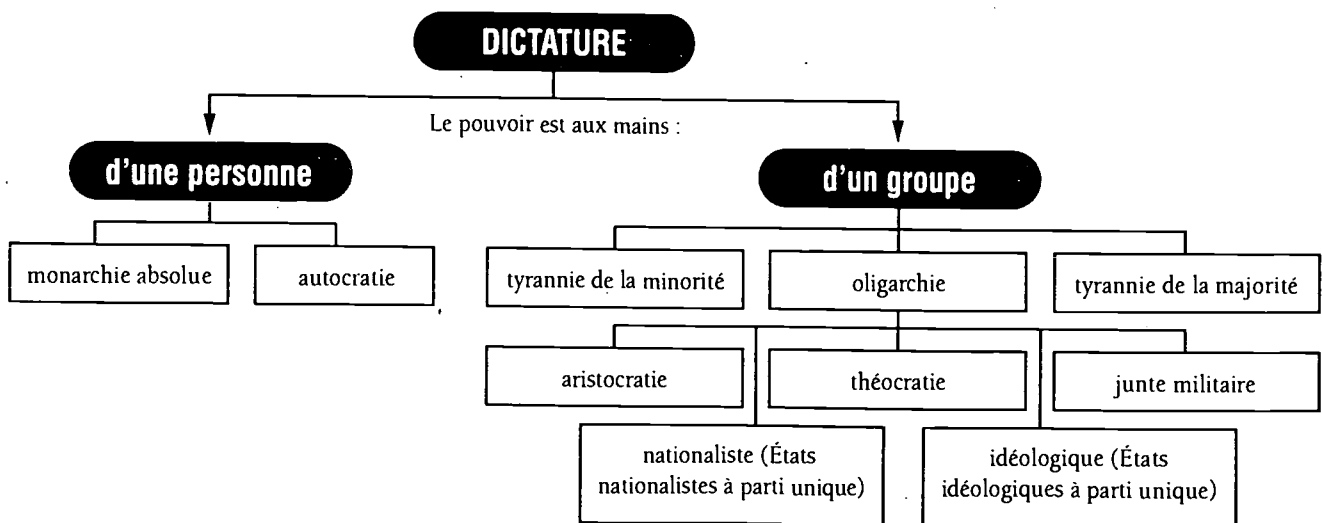 DICTATURE
Le pouvoir est aux mains :
d'une personne
d'un groupe
monarchie absolue
autocratie
tyrannie de la minorité
oligarchie
tyrannie de la majorité
aristocratie
théocratie
junte militaire
nationaliste (États
nationalistes à parti unique)
idéologique (États
idéologiques à parti unique)